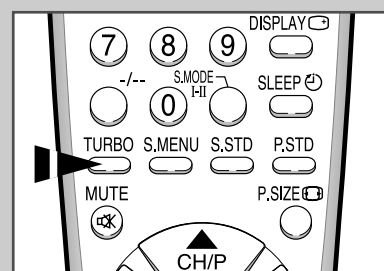 DISPLAY
7 8 9
-/-- S.MODE SLEEP
I-II
0
TURBO S.MENU S.STD P.STD
MUTE P.SIZE
CH/P